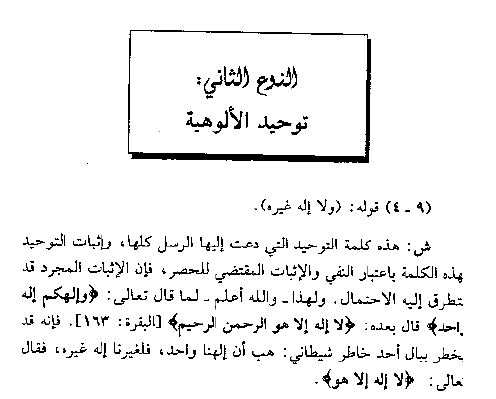 النوع الثاني:
توحيد الألوهية
(٩ - ٤) قوله: (ولا إله غيره).
ش: هذه كلمة التوحيد التي دعت إليها الرسل كلها، وإثبات التوحيد
بهذه الكلمة باعتبار النفي والإثبات المقتضي للحصر، فإن الإثبات المجرد قد
يتطرق إليه الاحتمال. ولهذا - والله أعلم - لما قال تعالى: ﴿وإلهكم إله
واحد﴾ قال بعده: ﴿لا إله إلا هو الرحمن الرحيم﴾ [البقرة: ١٦٣]. فإنه قد
يخطر ببال أحد خاطر شيطاني: هب أن إلهنا واحد، فلغيرنا إله غيره، فقال
تعالى: ﴿لا إله إلا هو﴾.